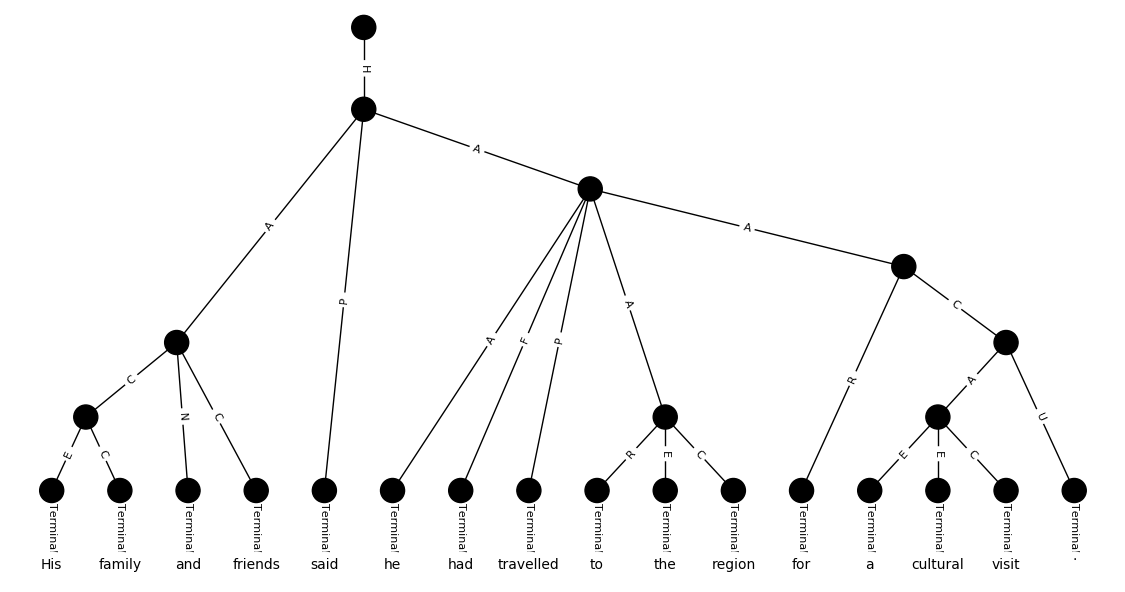 H
A
A
A
P
A
F
P
A
R
C
C
N
C
E
C
R
E
C
A
U
E
E
C
Terminal Terminal Terminal Terminal Terminal Terminal Terminal Terminal Terminal Terminal Terminal Terminal Terminal Terminal Terminal Terminal
His family and friends said he had travelled to the region for a cultural visit .